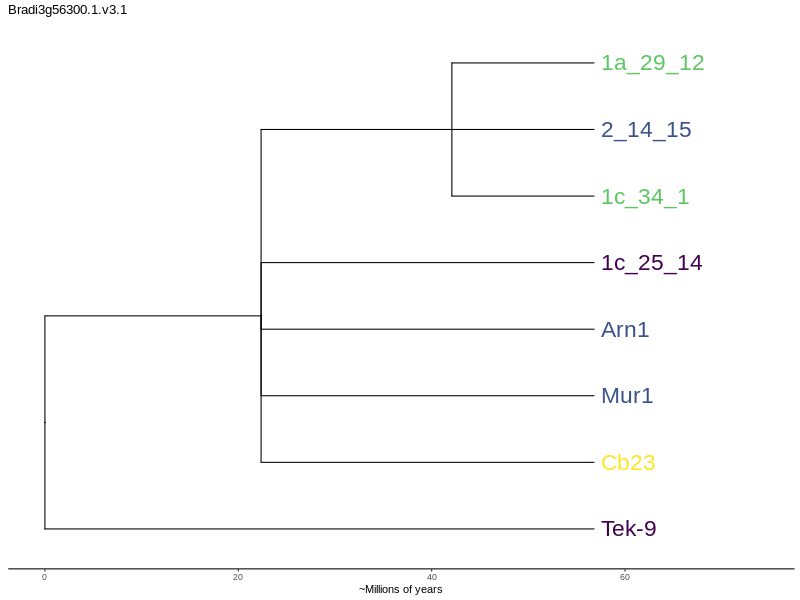 Bradi3g56300.1.v3.1
1a_29_12
2_14_15
1c_34_1
1c_25_14
Arn1
Mur1
Cb23
Tek-9
0 20 40 60
~Millions of years